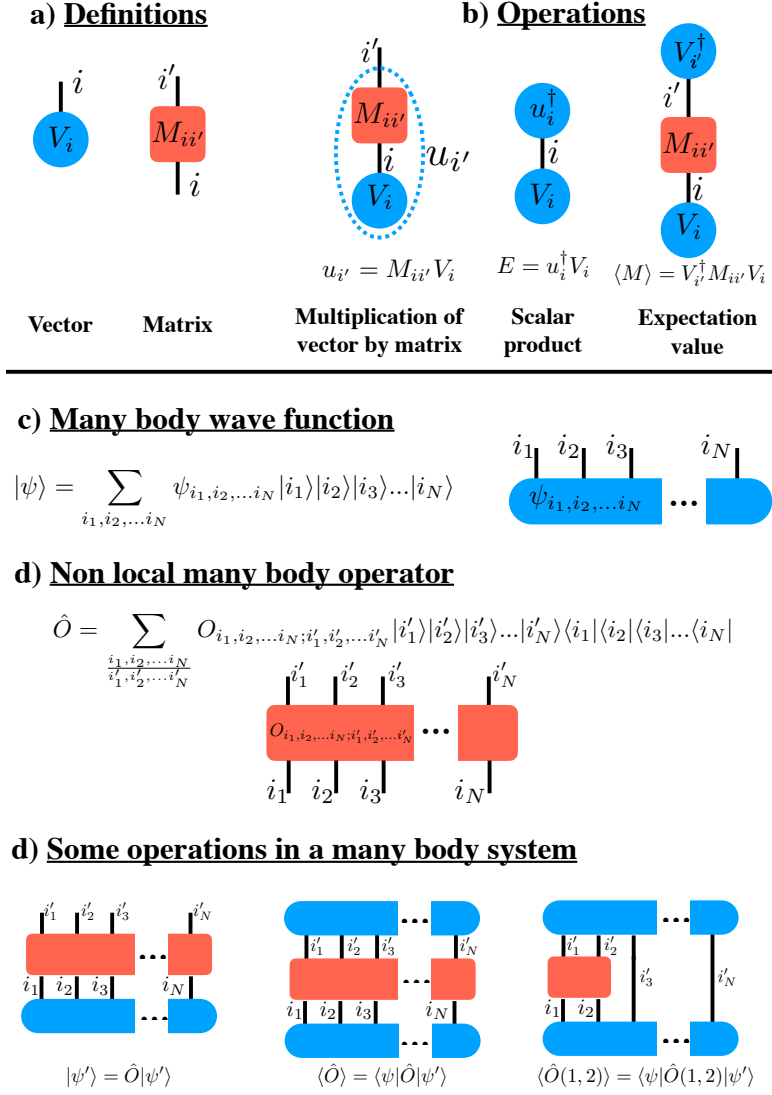 a) Definitions
b) Operations
i
V_i
i′
M_{ii′}
i
i′
M_{ii′}
i
V_i
u_{i′}
u_i^†
i
V_i
V_{i′}^†
i′
M_{ii′}
i
V_i
u_{i′} = M_{ii′}V_i
E = u_i^†V_i
⟨M⟩ = V_{i′}^†M_{ii′}V_i
Vector
Matrix
Multiplication of
vector by matrix
Scalar
product
Expectation
value
c) Many body wave function
|ψ⟩ = ∑_{i_1,i_2,...i_N} ψ_{i_1,i_2,...i_N}|i_1⟩|i_2⟩|i_3⟩...|i_N⟩
i_1 i_2 i_3 i_N
ψ_{i_1,i_2,...i_N} ...
d) Non local many body operator
Ô = ∑_{i_1,i_2,...i_N / i′_1,i′_2,...i′_N} O_{i_1,i_2,...i_N;i′_1,i′_2,...i′_N}|i′_1⟩|i′_2⟩|i′_3⟩...|i′_N⟩⟨i_1|⟨i_2|⟨i_3|...⟨i_N|
i′_1 i′_2 i′_3 i′_N
O_{i_1,i_2,...i_N;i′_1,i′_2,...i′_N} ...
i_1 i_2 i_3 i_N
d) Some operations in a many body system
i′_1 i′_2 i′_3 i′_N
...
i_1 i_2 i_3 i_N
...
|ψ′⟩ = Ô|ψ′⟩
...
i′_1 i′_2 i′_3 i′_N
...
i_1 i_2 i_3 i_N
...
⟨Ô⟩ = ⟨ψ|Ô|ψ′⟩
...
i′_1 i′_2
i′_3 i′_N
i_1 i_2
...
⟨Ô(1,2)⟩ = ⟨ψ|Ô(1,2)|ψ′⟩